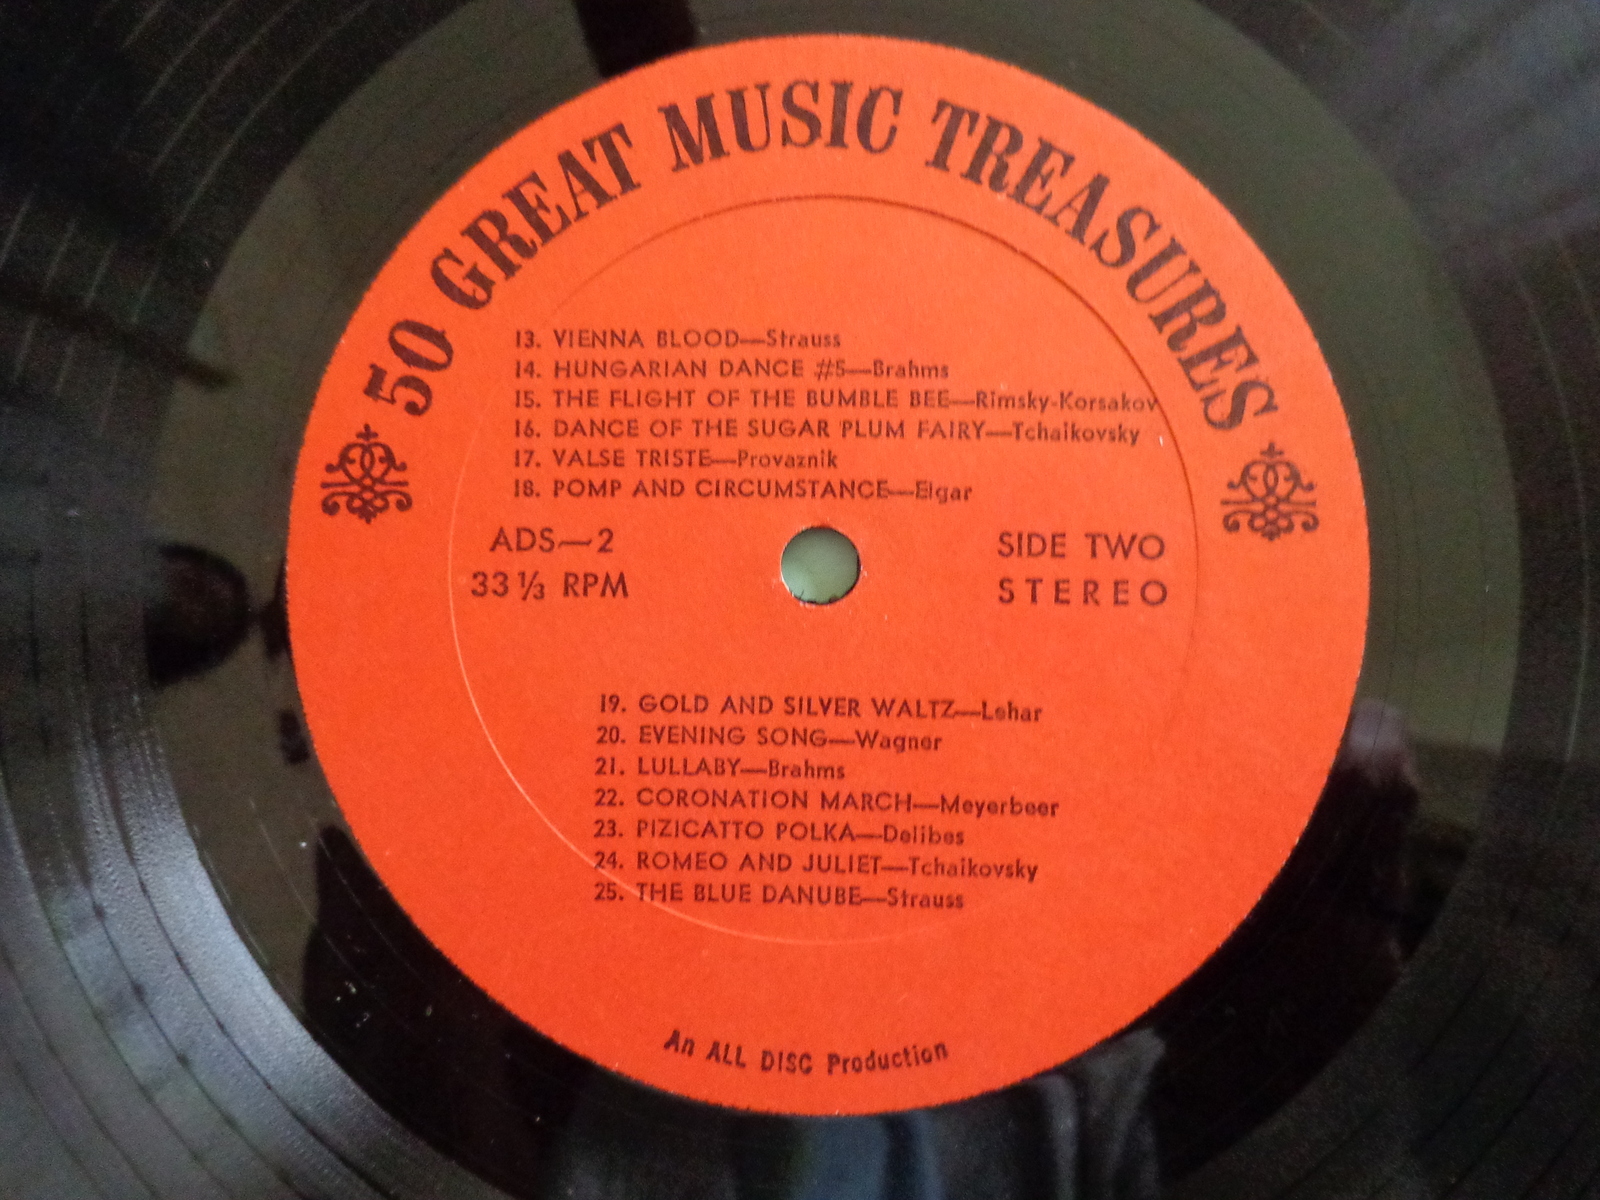 50 GREAT MUSIC TREASURES
13. VIENNA BLOOD—Strauss
14. HUNGARIAN DANCE #5—Brahms
15. THE FLIGHT OF THE BUMBLE BEE—Rimsky-Korsakov
16. DANCE OF THE SUGAR PLUM FAIRY—Tchaikovsky
17. VALSE TRISTE—Provaznik
18. POMP AND CIRCUMSTANCE—Elgar
ADS—2
33 1/3 RPM
SIDE TWO
STEREO
19. GOLD AND SILVER WALTZ—Lehar
20. EVENING SONG—Wagner
21. LULLABY—Brahms
22. CORONATION MARCH—Meyerbeer
23. PIZICATTO POLKA—Delibes
24. ROMEO AND JULIET—Tchaikovsky
25. THE BLUE DANUBE—Strauss
An ALL DISC Production